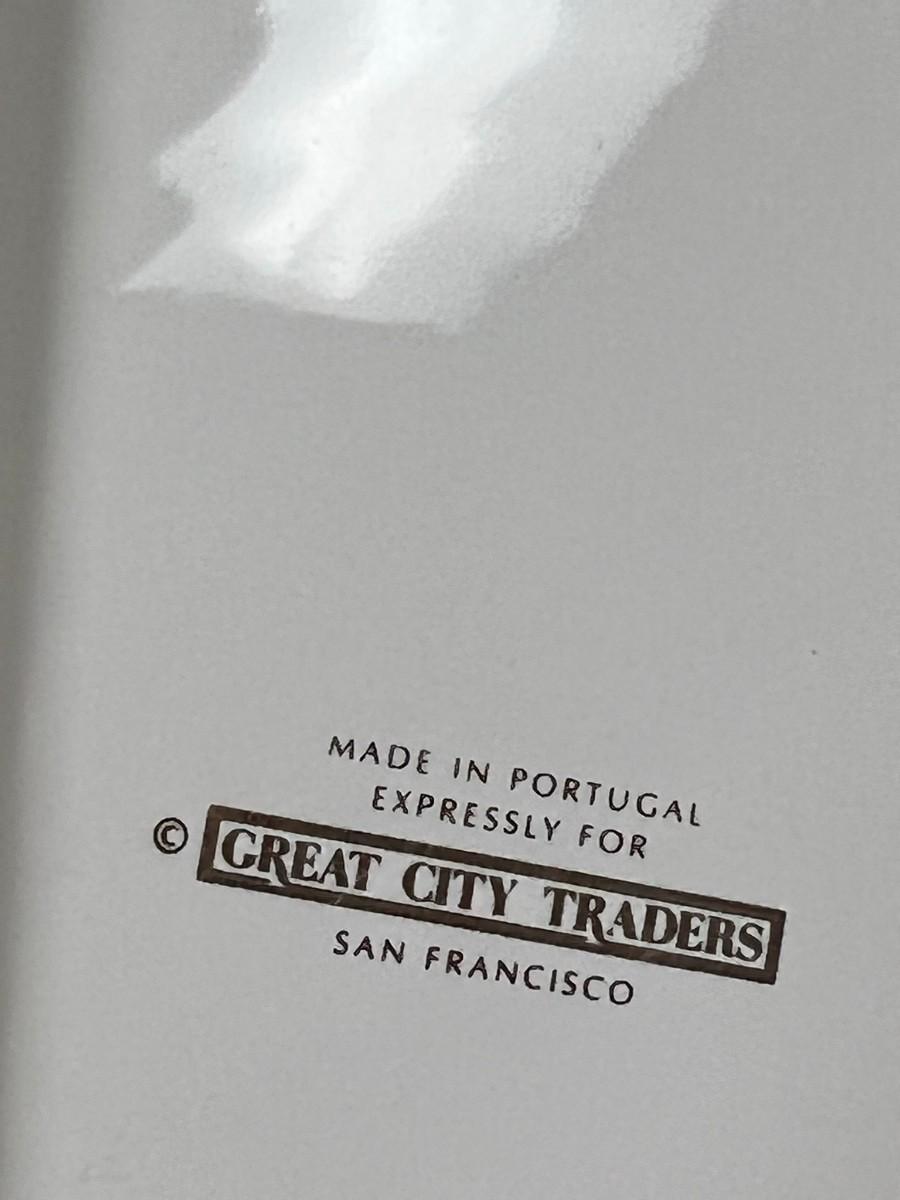 MADE IN PORTUGAL
EXPRESSLY FOR
© GREAT CITY TRADERS
SAN FRANCISCO